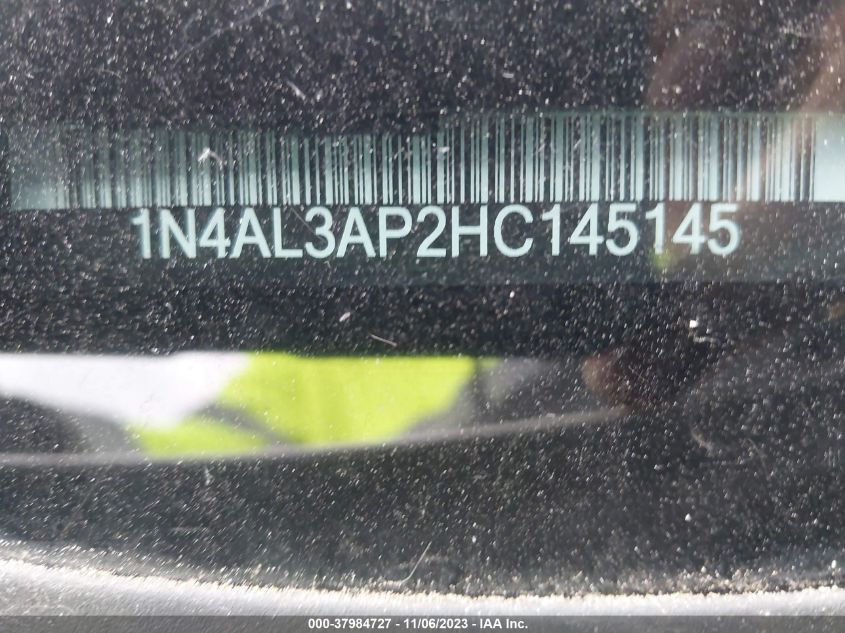 1N4AL3AP2HC145145
000-37984727 - 11/06/2023 - IAA Inc.